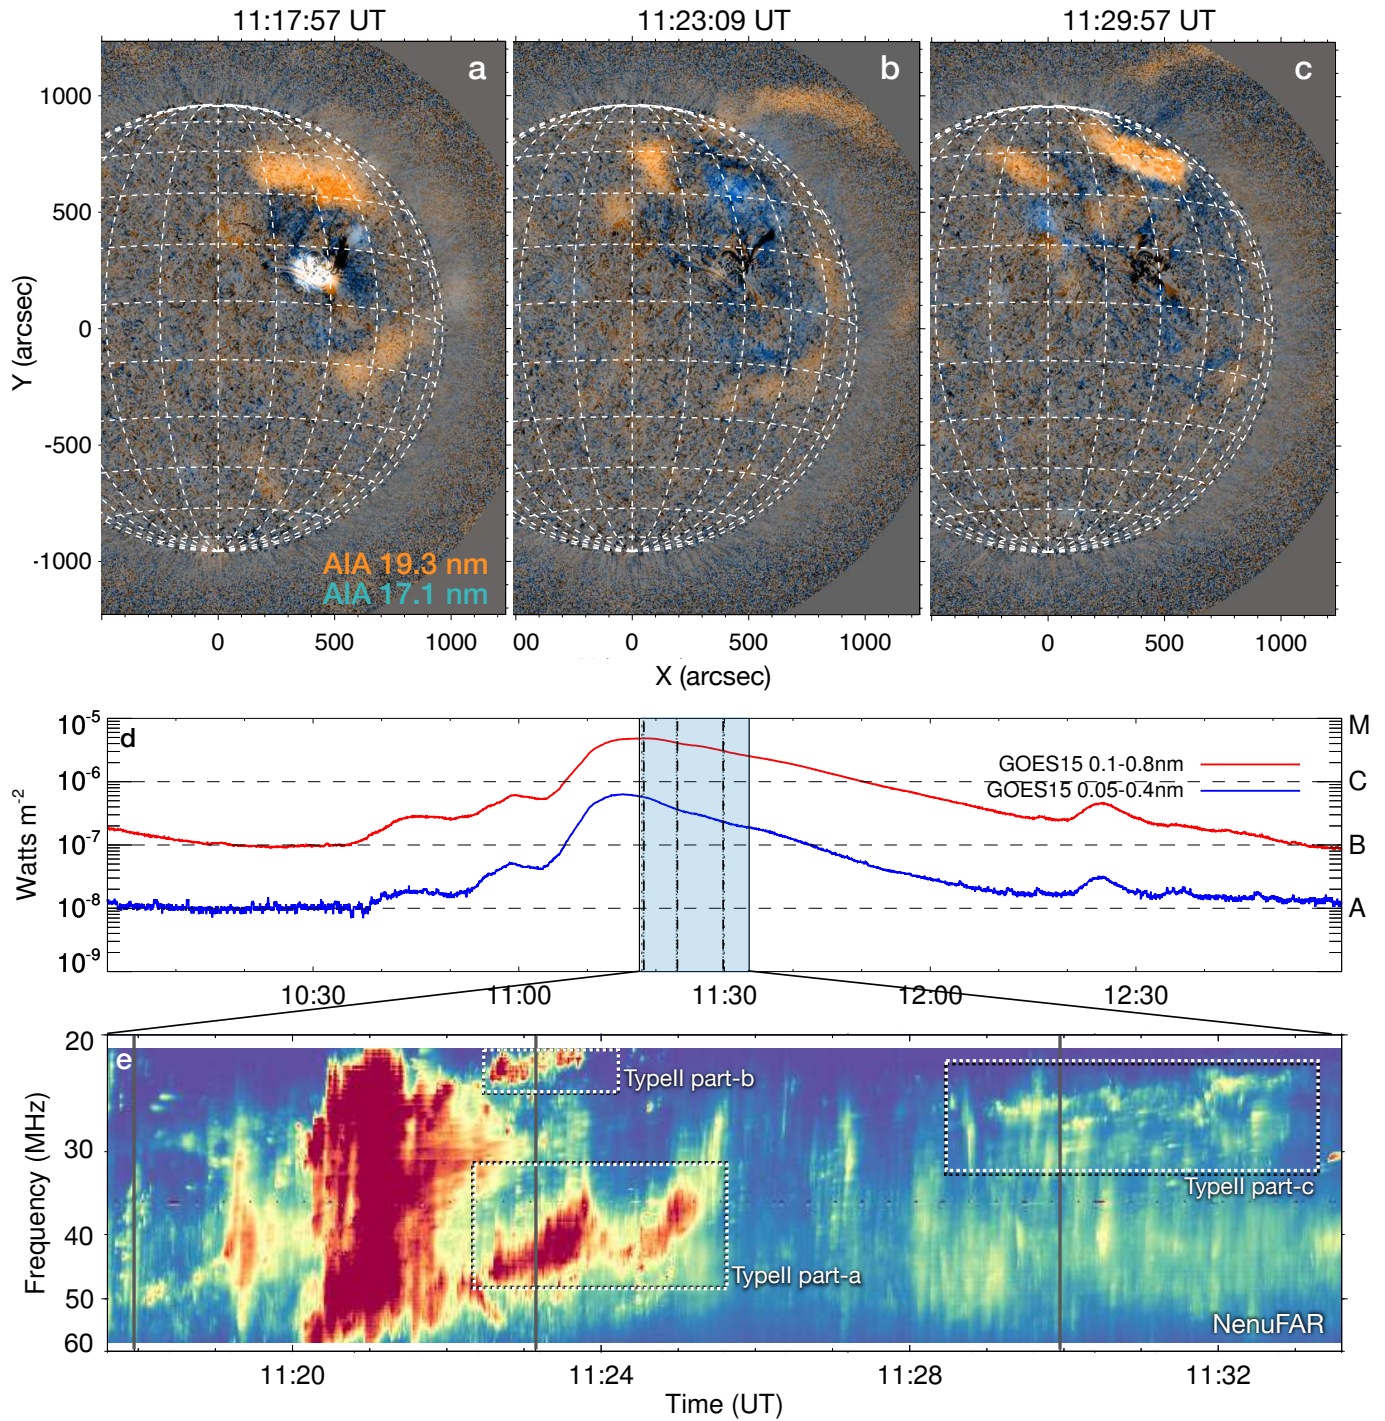 11:17:57 UT
11:23:09 UT
11:29:57 UT
a
b
c
1000
500
0
-500
-1000
Y (arcsec)
AIA 19.3 nm
AIA 17.1 nm
0 500 1000
00 0 500 1000
0 500 1000
X (arcsec)
d
10-5
10-6
10-7
10-8
10-9
Watts m-2
M
C
B
A
GOES15 0.1-0.8nm
GOES15 0.05-0.4nm
10:30 11:00 11:30 12:00 12:30
e
20
30
40
50
60
Frequency (MHz)
TypeII part-b
TypeII part-c
TypeII part-a
NenuFAR
11:20 11:24 11:28 11:32
Time (UT)